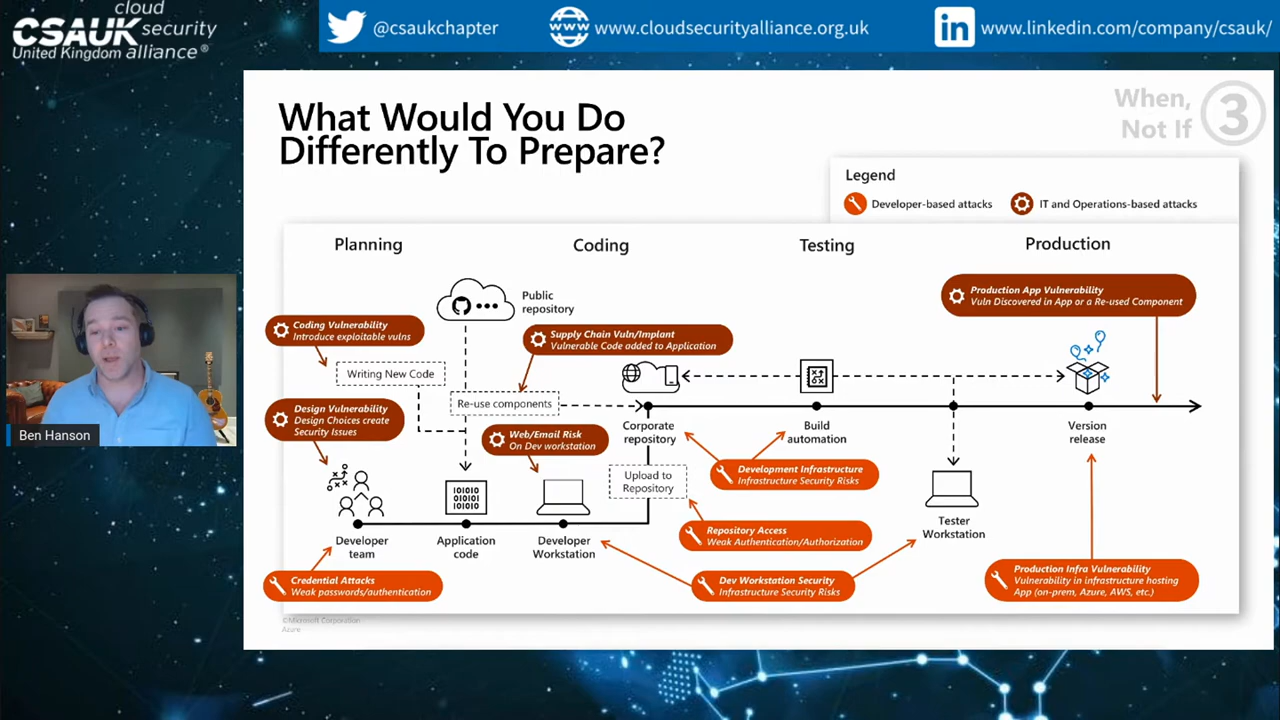 cloud
CSAUK security
United Kingdom alliance®
@csaukchapter
www.cloudsecurityalliance.org.uk
www.linkedin.com/company/csauk/
What Would You Do
Differently To Prepare?
When,
Not If
3
Legend
Developer-based attacks
IT and Operations-based attacks
Planning
Coding
Testing
Production
Public
repository
Production App Vulnerability
Vuln Discovered in App or a Re-used Component
Coding Vulnerability
Introduce exploitable vulns
Supply Chain Vuln/Implant
Vulnerable Code added to Application
Writing New Code
Re-use components
Design Vulnerability
Design Choices create
Security Issues
Web/Email Risk
On Dev workstation
Corporate
repository
Build
automation
Version
release
Development Infrastructure
Infrastructure Security Risks
Upload to
Repository
010101
010101
101010
Repository Access
Weak Authentication/Authorization
Developer
team
Application
code
Developer
Workstation
Tester
Workstation
Credential Attacks
Weak passwords/authentication
Dev Workstation Security
Infrastructure Security Risks
Production Infra Vulnerability
Vulnerability in infrastructure hosting
App (on-prem, Azure, AWS, etc.)
©Microsoft Corporation
Azure
Ben Hanson